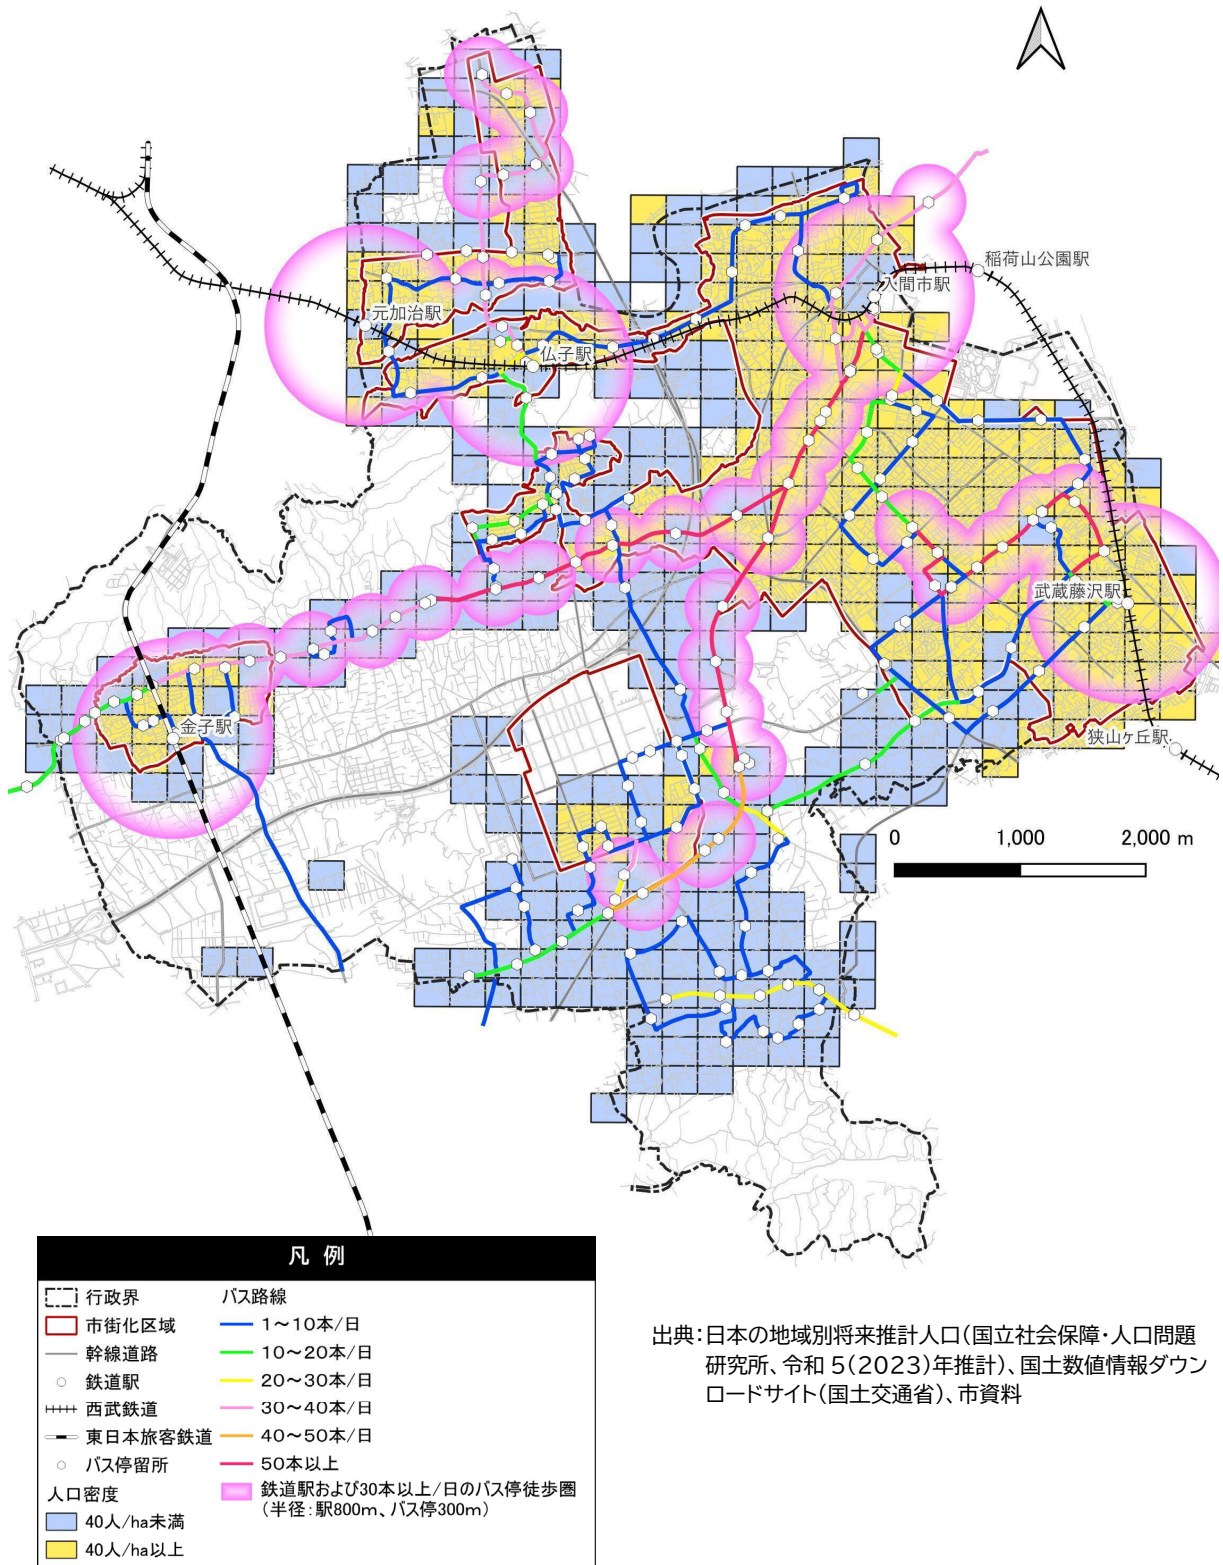 稲荷山公園駅
入間市駅
元加治駅
仏子駅
武蔵藤沢駅
金子駅
狭山ヶ丘駅
0 1,000 2,000 m
凡 例
行政界
市街化区域
幹線道路
鉄道駅
西武鉄道
東日本旅客鉄道
バス停留所
人口密度
40人/ha未満
40人/ha以上
バス路線
1～10本/日
10～20本/日
20～30本/日
30～40本/日
40～50本/日
50本以上
鉄道駅および30本以上/日のバス停徒歩圏
（半径：駅800m、バス停300m）
出典：日本の地域別将来推計人口（国立社会保障・人口問題
研究所、令和 5（2023）年推計）、国土数値情報ダウン
ロードサイト（国土交通省）、市資料